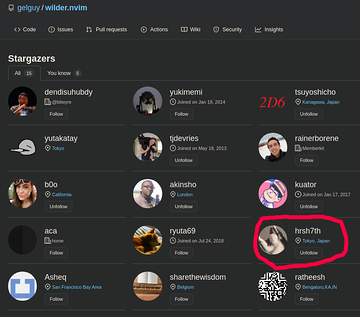 gelguy / wilder.nvim
Code Issues Pull requests Actions Wiki Security Insights
Stargazers
All 15 You know 5
dendisuhubdy
@bitwyre
Follow
yukimemi
Joined on Jan 19, 2014
Follow
tsuyoshicho
Kanagawa, Japan
Follow
2D6
yutakatay
Tokyo
tjdevries
Joined on May 18, 2013
Unfollow
rainerborene
Memberkit
Follow
b0o
California
Unfollow
akinsho
London
Unfollow
kuator
Joined on Jan 17, 2017
Unfollow
aca
home
Follow
ryuta69
Joined on Jul 24, 2018
Follow
hrsh7th
Tokyo, Japan
Unfollow
Asheq
San Francisco Bay Area
Follow
sharethewisdom
Belgium
Follow
ratheesh
Bengaluru,KA,IN
Follow